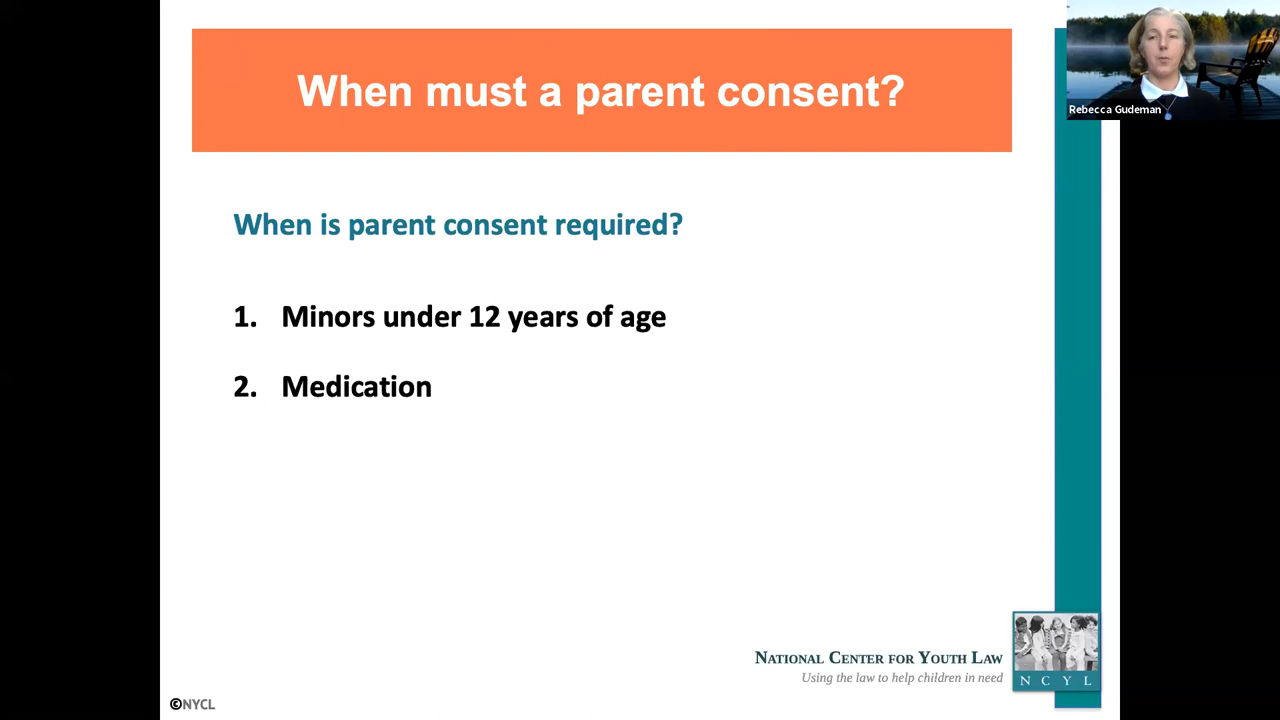 When must a parent consent?
Rebecca Gudeman
When is parent consent required?
1. Minors under 12 years of age
2. Medication
NATIONAL CENTER FOR YOUTH LAW
Using the law to help children in need
N C Y L
©NYCL